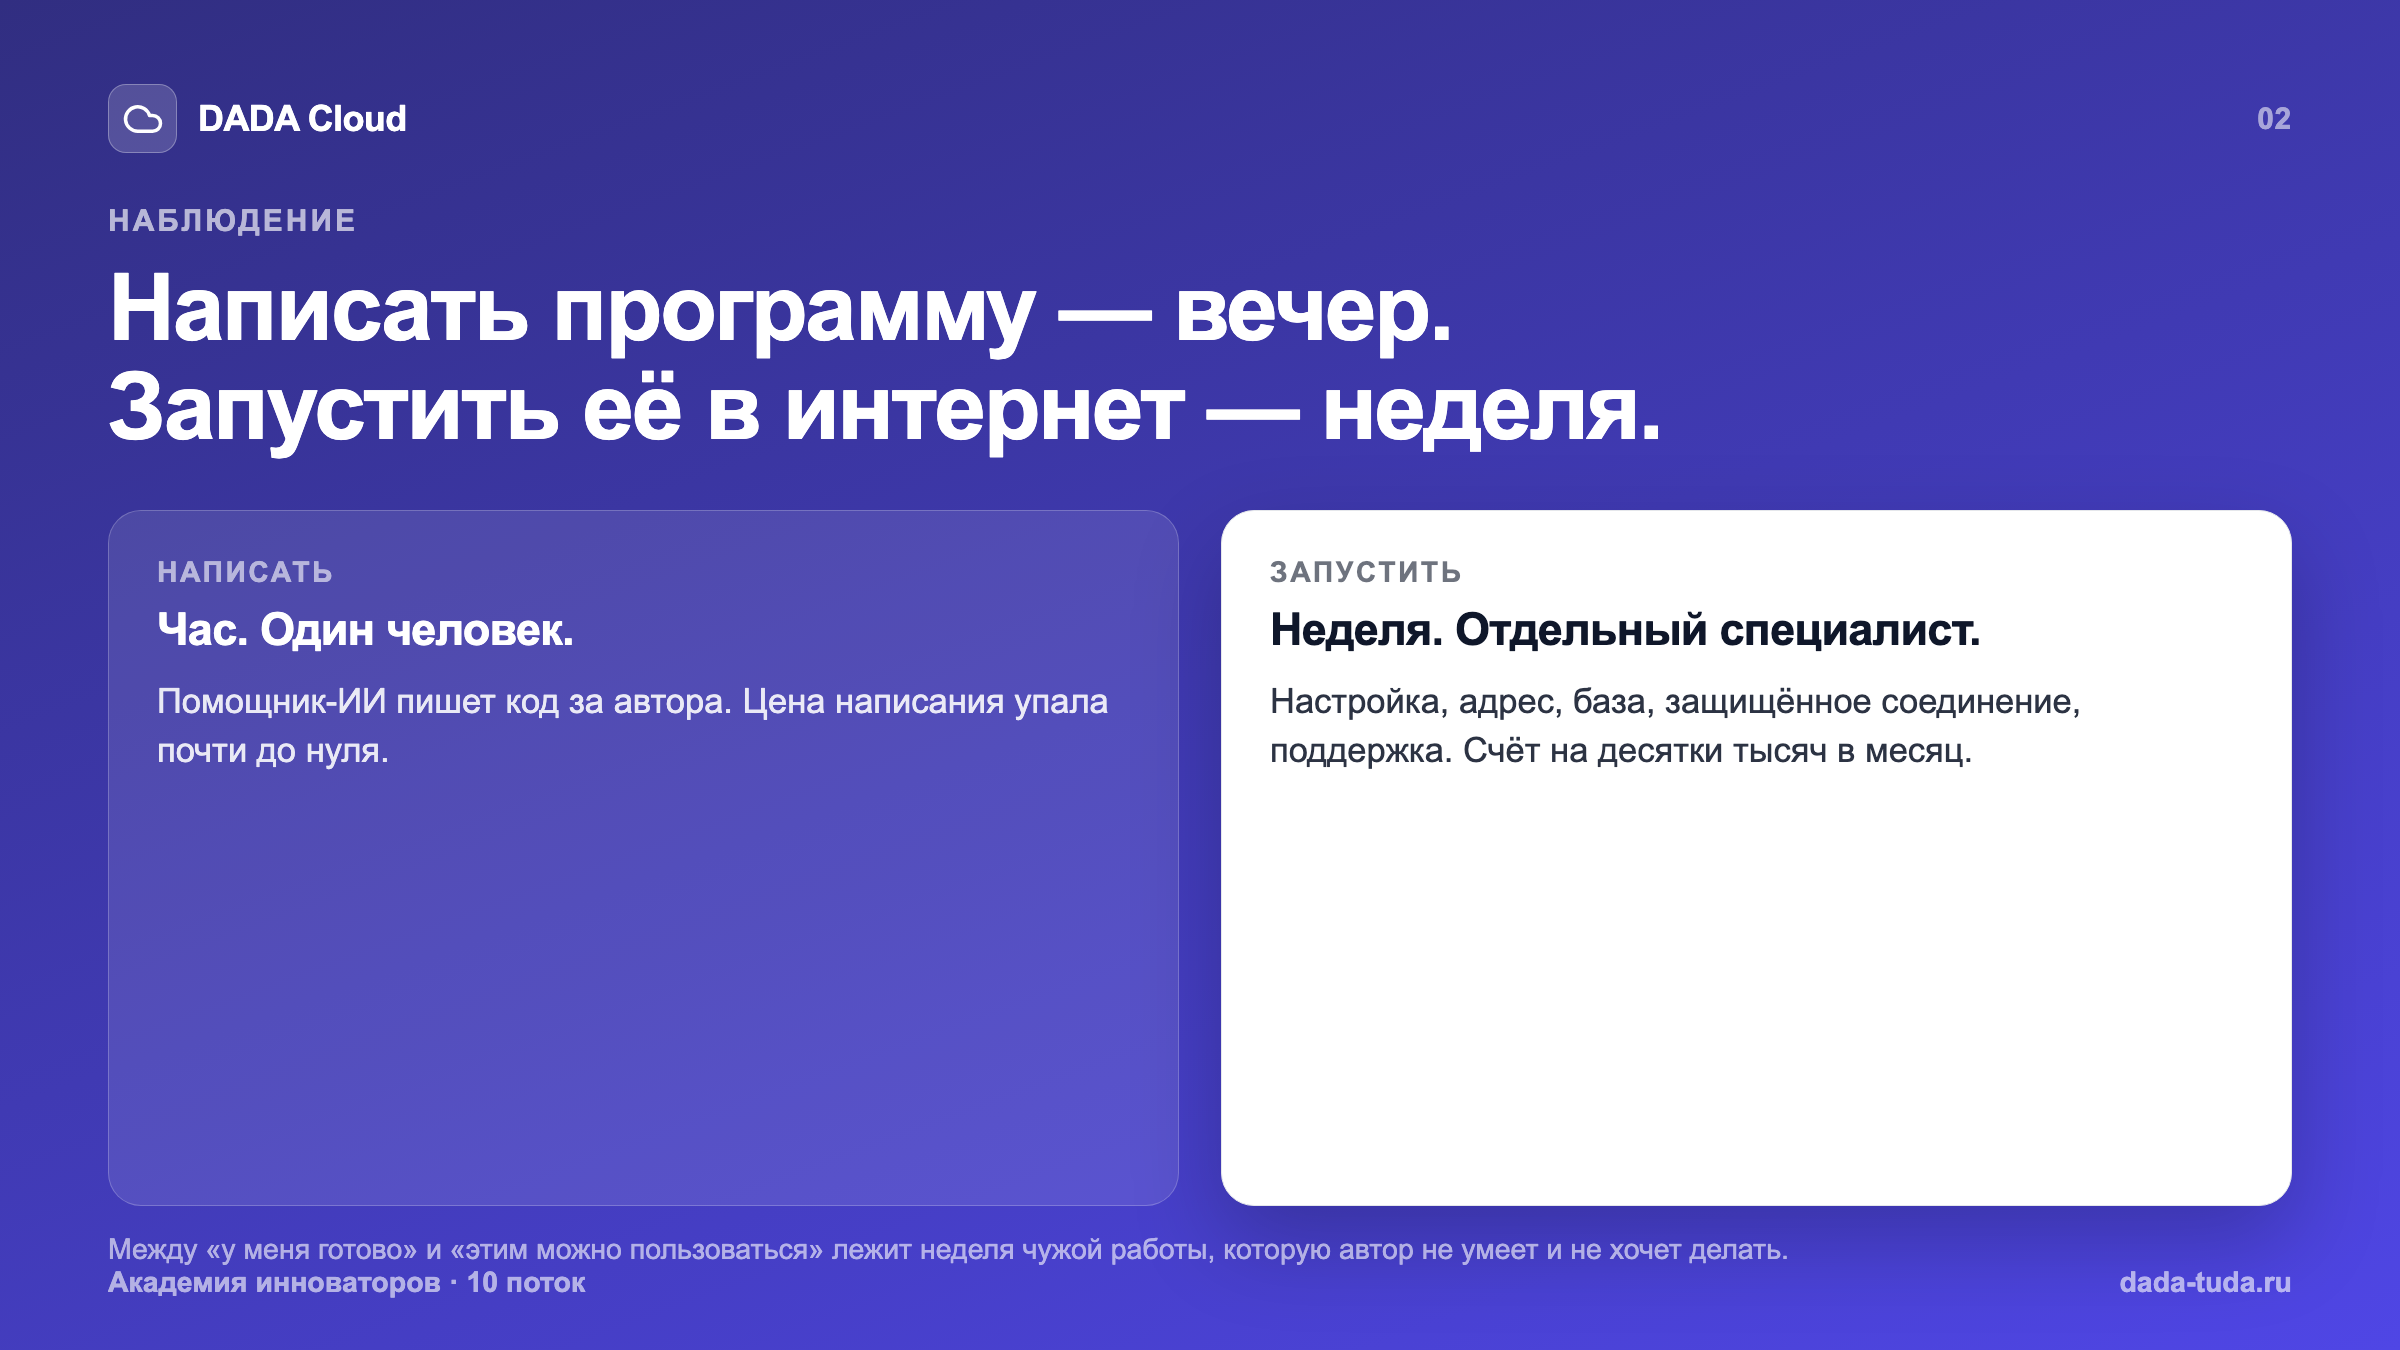 DADA Cloud
02
НАБЛЮДЕНИЕ
Написать программу — вечер.
Запустить её в интернет — неделя.
НАПИСАТЬ
Час. Один человек.
Помощник-ИИ пишет код за автора. Цена написания упала
почти до нуля.
ЗАПУСТИТЬ
Неделя. Отдельный специалист.
Настройка, адрес, база, защищённое соединение,
поддержка. Счёт на десятки тысяч в месяц.
Между «у меня готово» и «этим можно пользоваться» лежит неделя чужой работы, которую автор не умеет и не хочет делать.
Академия инноваторов · 10 поток
dada-tuda.ru